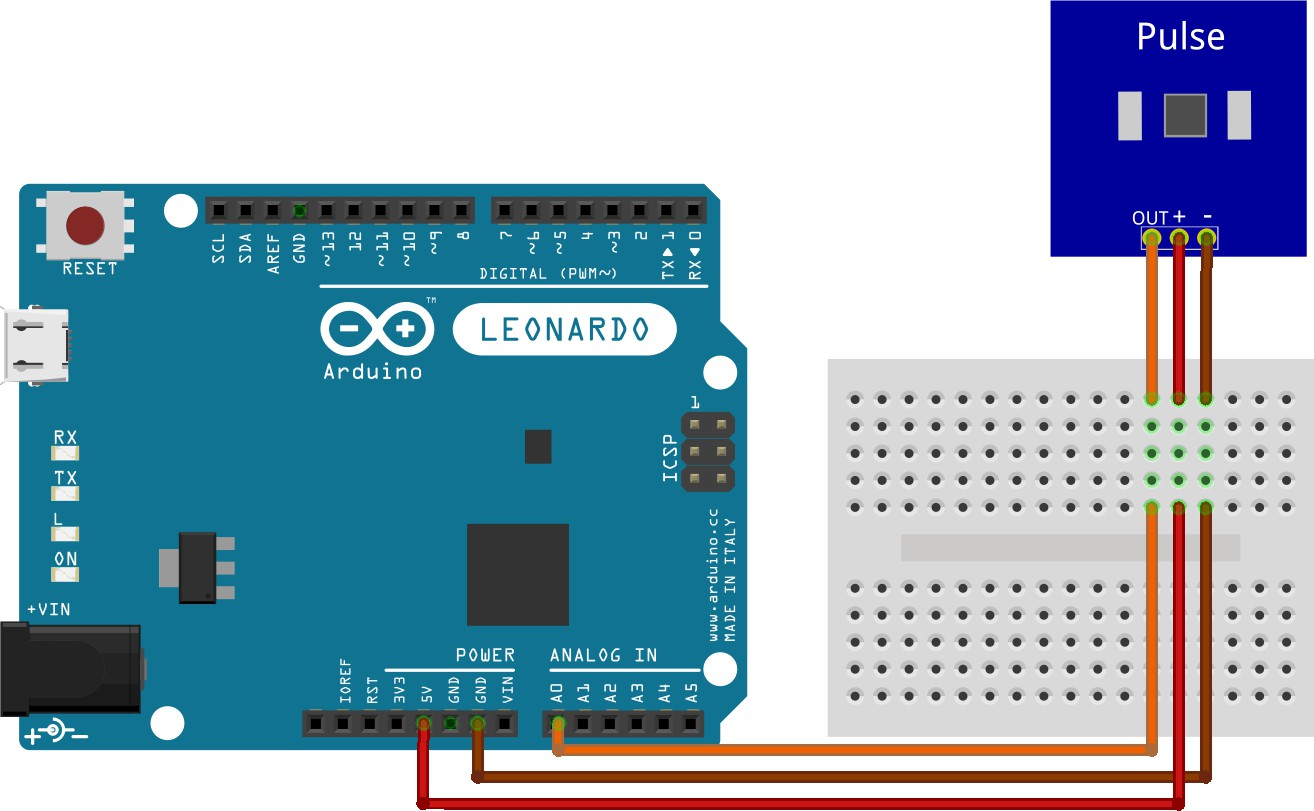 Pulse
OUT + -
RESET
SCL
SDA
AREF
GND
~13
12
~11
~10
~9
8
7
~6
~5
4
~3
2
TX▶1
RX◀0
DIGITAL (PWM~)
TM
LEONARDO
Arduino
1
ICSP
RX
TX
L
ON
+VIN
www.arduino.cc
MADE IN ITALY
POWER
ANALOG IN
IOREF
RST
3V3
5V
GND
GND
VIN
A0
A1
A2
A3
A4
A5
+ -